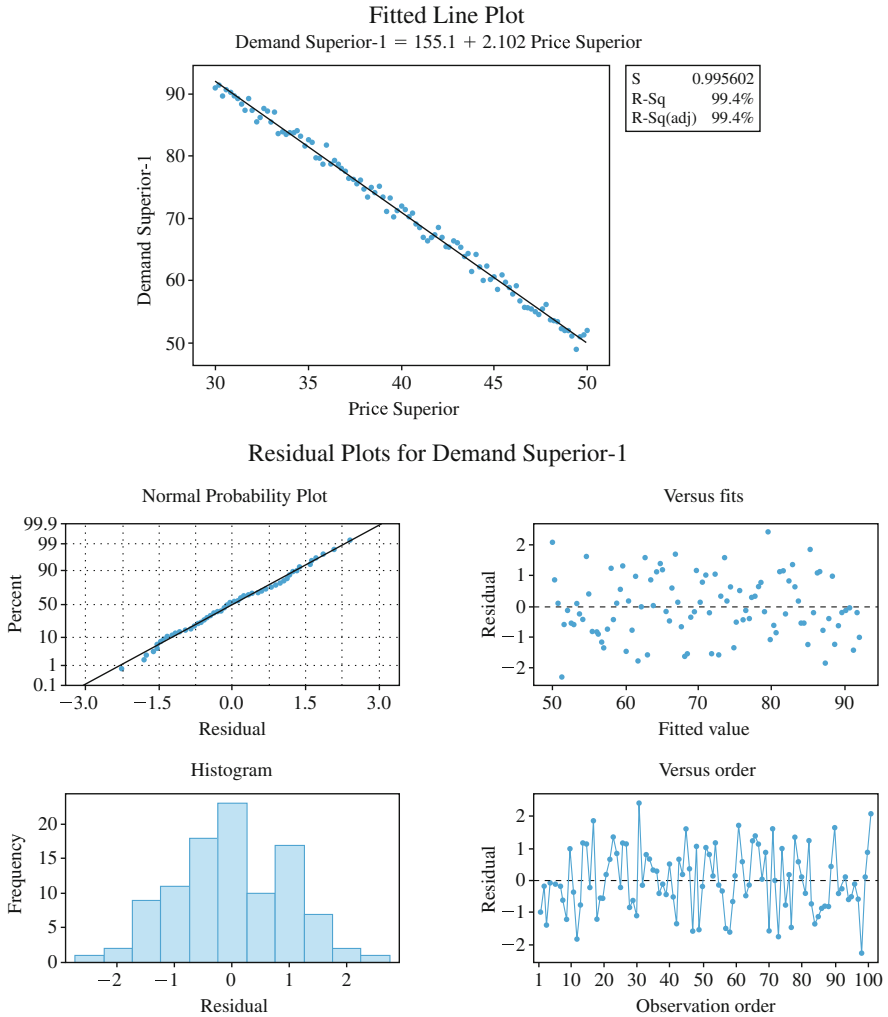 Fitted Line Plot
Demand Superior-1 = 155.1 + 2.102 Price Superior
S 0.995602
R-Sq 99.4%
R-Sq(adj) 99.4%
90
80
70
60
50
Demand Superior-1
30 35 40 45 50
Price Superior
Residual Plots for Demand Superior-1
Normal Probability Plot
99.9
99
90
50
10
1
0.1
Percent
−3.0 −1.5 0.0 1.5 3.0
Residual
Versus fits
2
1
0
−1
−2
Residual
50 60 70 80 90
Fitted value
Histogram
20
15
10
5
0
Frequency
−2 −1 0 1 2
Residual
Versus order
2
1
0
−1
−2
Residual
1 10 20 30 40 50 60 70 80 90 100
Observation order